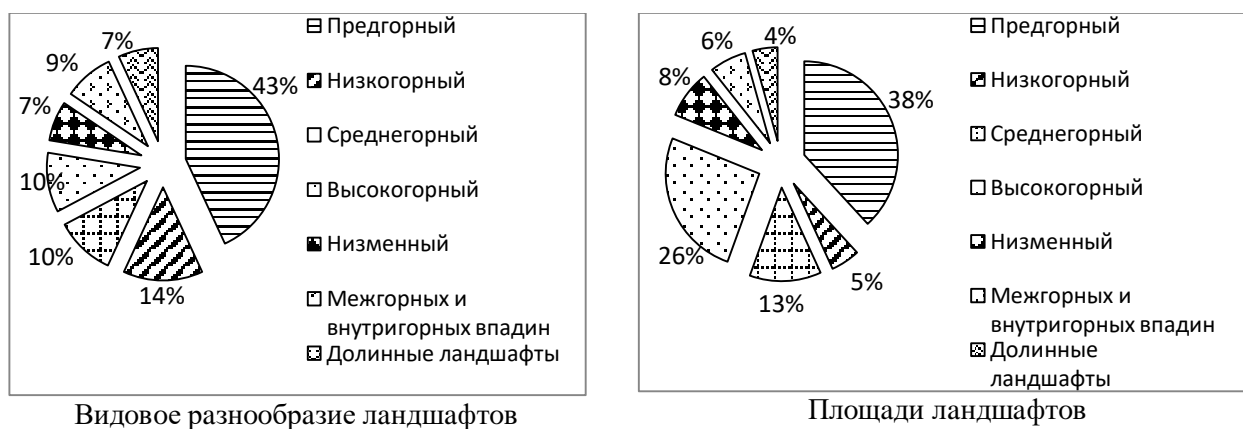 7%
9%
7%
10%
10%
14%
43%
Предгорный
Низкогорный
Среднегорный
Высокогорный
Низменный
Межгорных и
внутригорных впадин
Долинные ландшафты
Видовое разнообразие ландшафтов
4%
6%
8%
26%
13%
5%
38%
Предгорный
Низкогорный
Среднегорный
Высокогорный
Низменный
Межгорных и
внутригорных впадин
Долинные
ландшафты
Площади ландшафтов